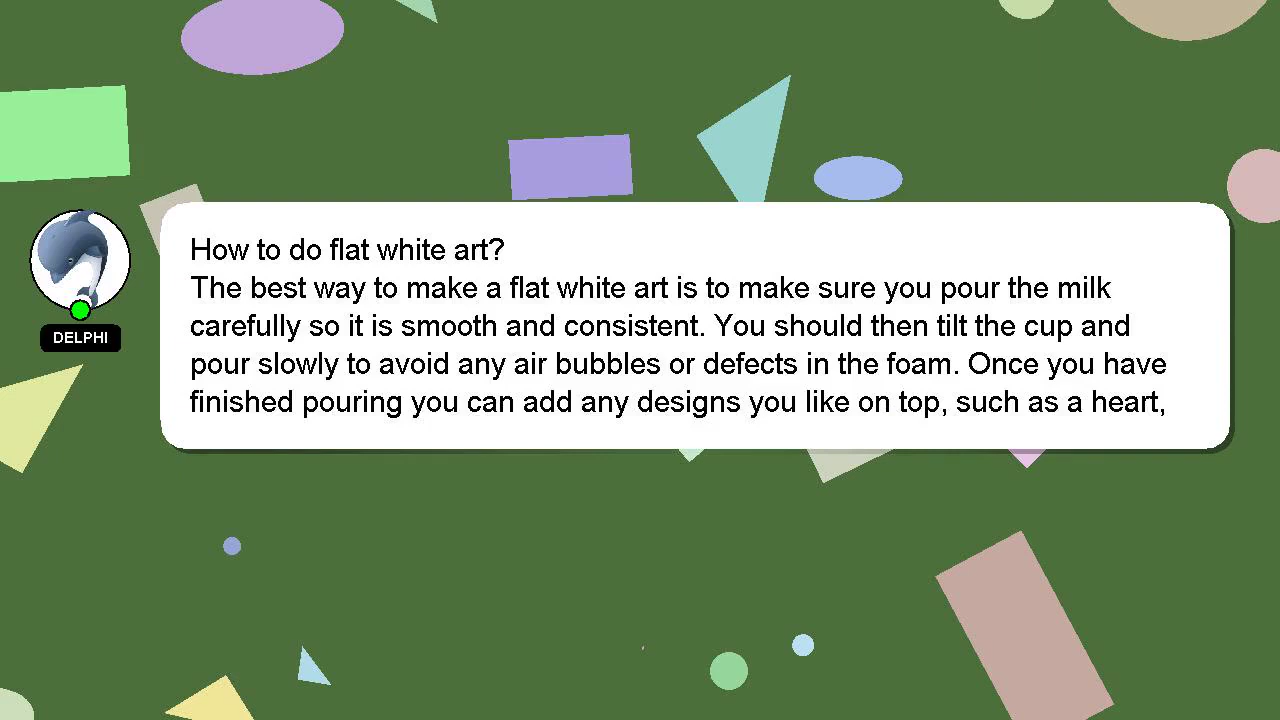 How to do flat white art?
The best way to make a flat white art is to make sure you pour the milk
carefully so it is smooth and consistent. You should then tilt the cup and
pour slowly to avoid any air bubbles or defects in the foam. Once you have
finished pouring you can add any designs you like on top, such as a heart,
DELPHI